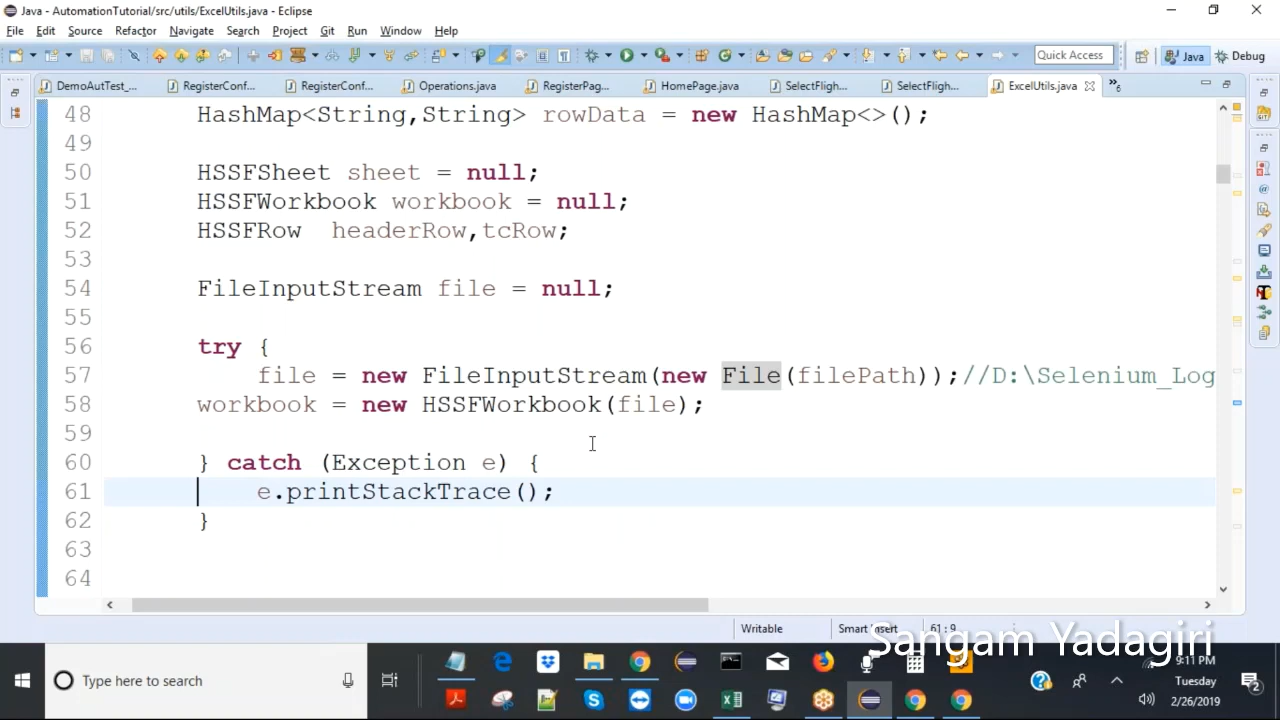 Java - AutomationTutorial/src/utils/ExcelUtils.java - Eclipse
File Edit Source Refactor Navigate Search Project Git Run Window Help
Quick Access Java Debug
DemoAutTest_... RegisterConf... RegisterConf... Operations.java RegisterPag... HomePage.java SelectFligh... SelectFligh... ExcelUtils.java »6
48 HashMap<String,String> rowData = new HashMap<>();
49
50 HSSFSheet sheet = null;
51 HSSFWorkbook workbook = null;
52 HSSFRow headerRow,tcRow;
53
54 FileInputStream file = null;
55
56 try {
57 file = new FileInputStream(new File(filePath));//D:\Selenium_Log
58 workbook = new HSSFWorkbook(file);
59
60 } catch (Exception e) {
61 e.printStackTrace();
62 }
63
64
Writable Smart Insert 61 : 9
Sangam Yadagiri
Type here to search
9:11 PM
Tuesday
2/26/2019
2